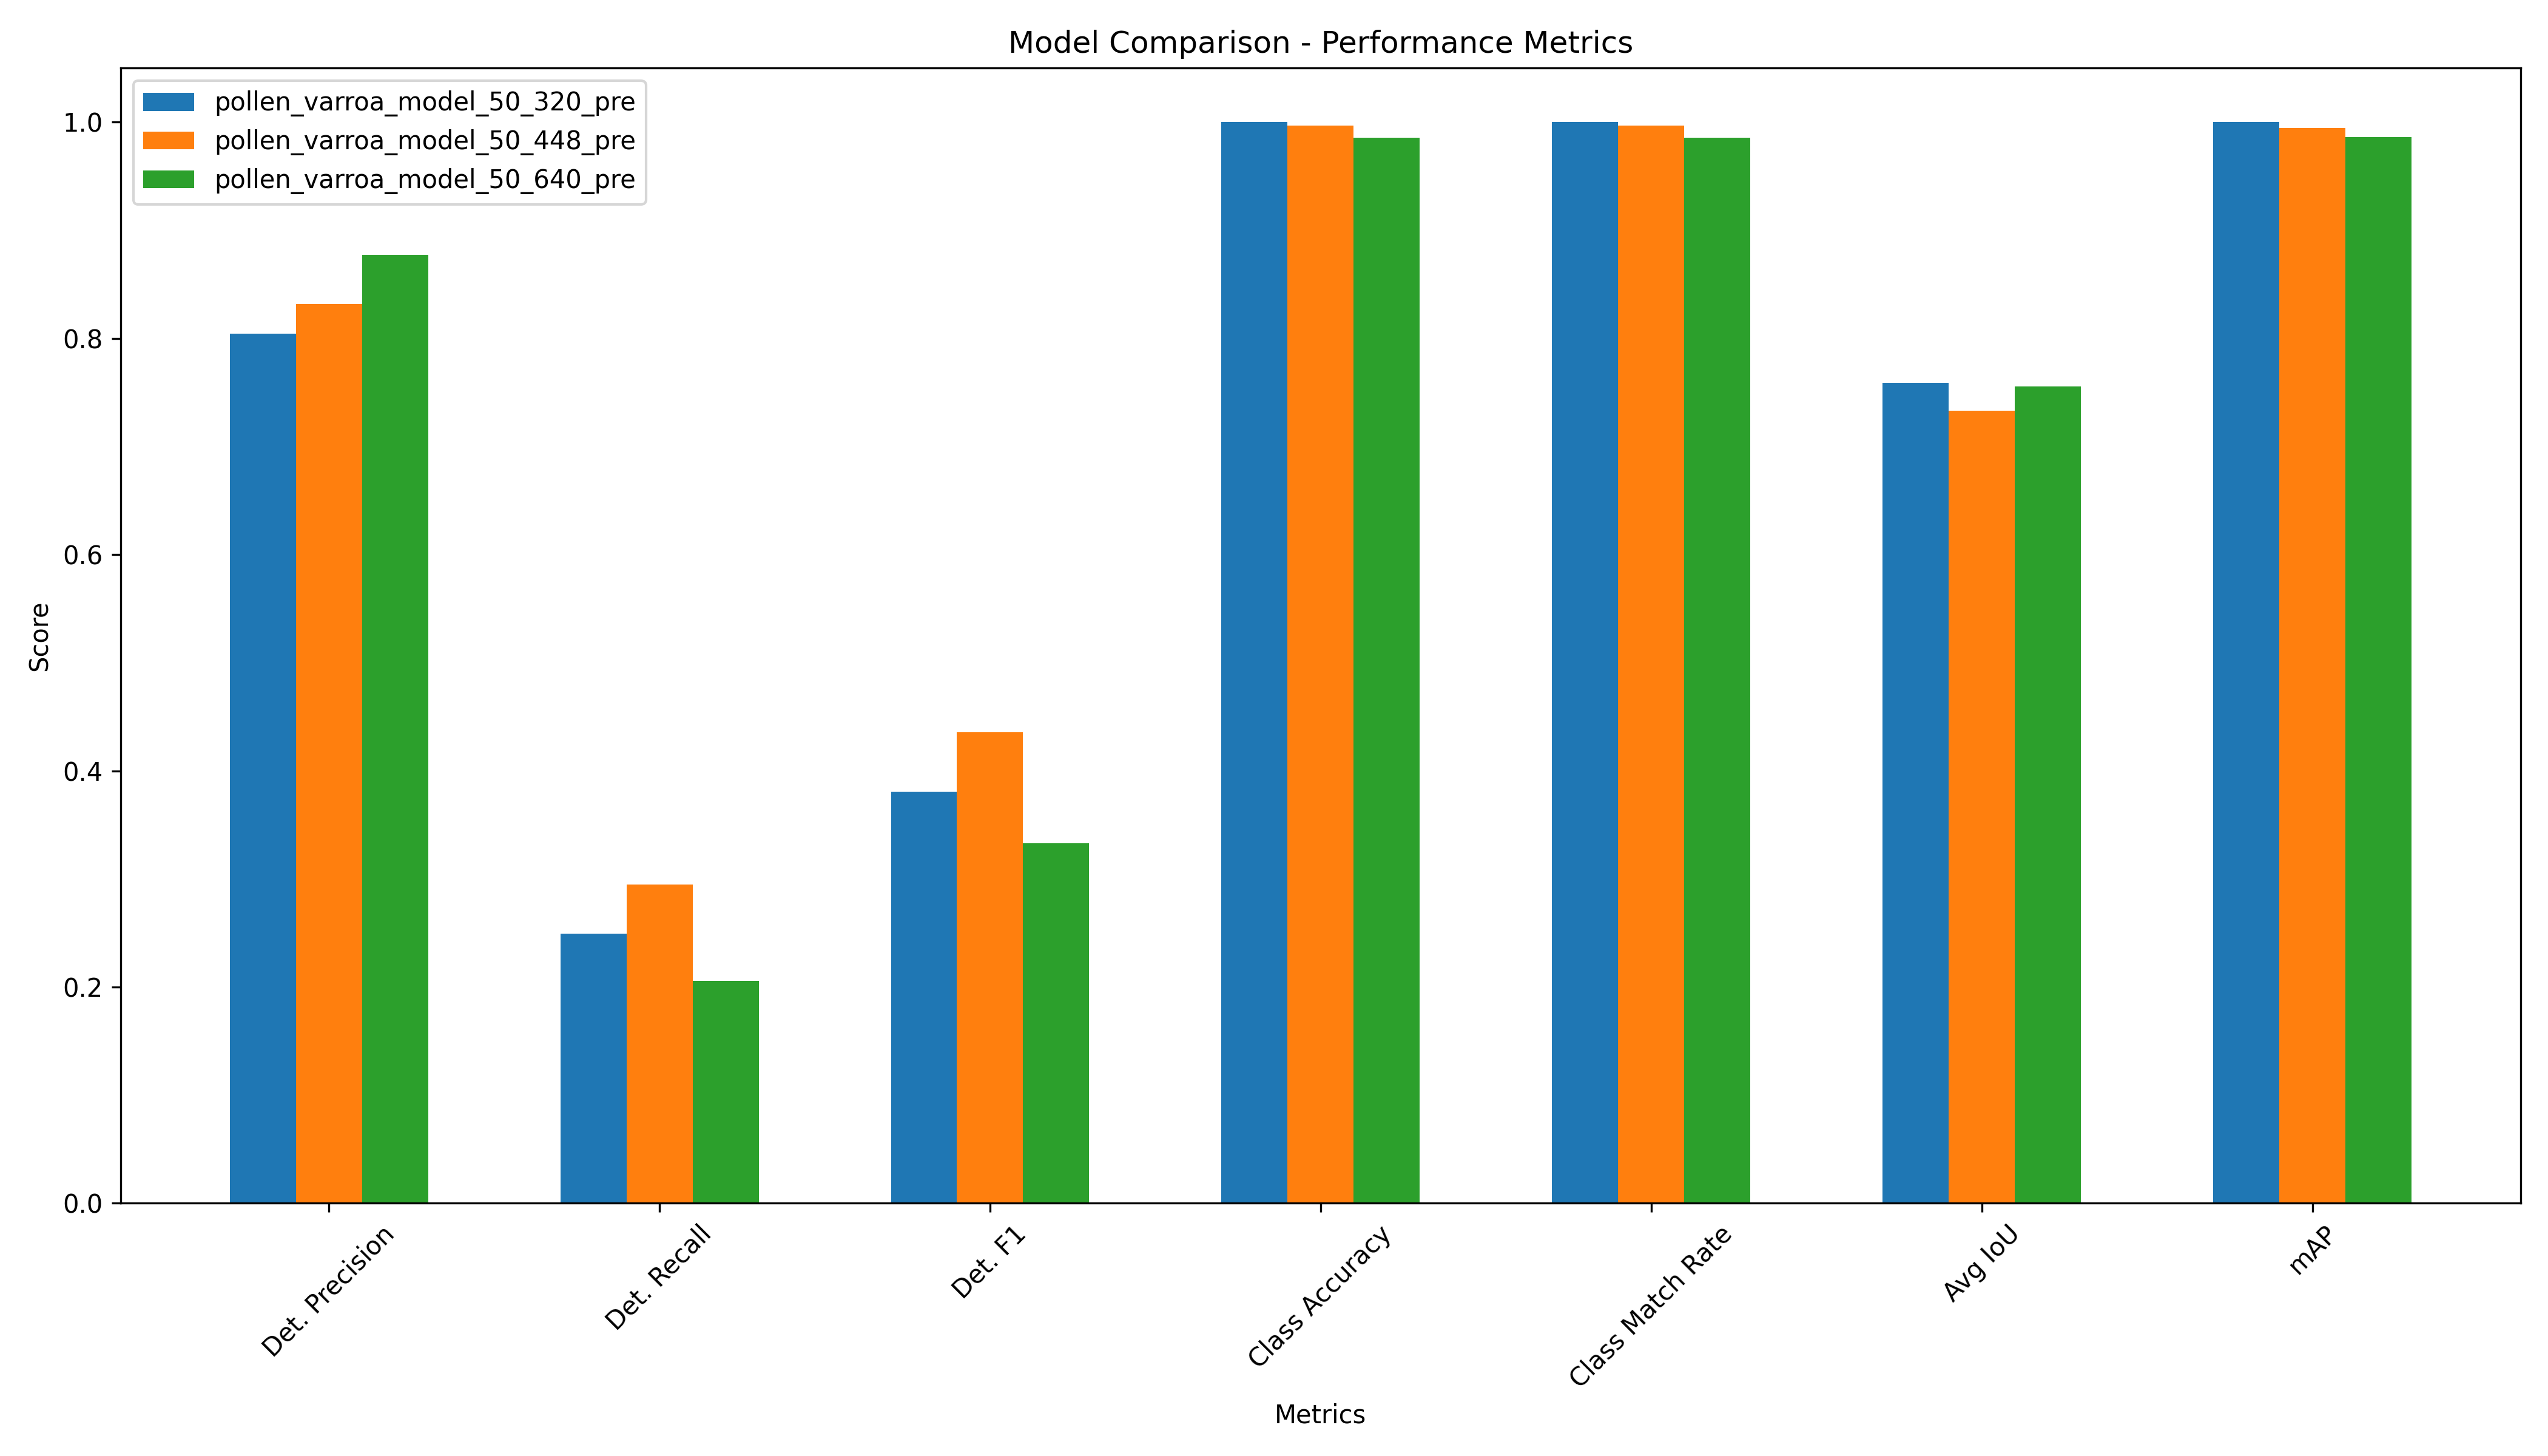 Model Comparison - Performance Metrics
pollen_varroa_model_50_320_pre
pollen_varroa_model_50_448_pre
pollen_varroa_model_50_640_pre
Score
1.0
0.8
0.6
0.4
0.2
0.0
Det. Precision
Det. Recall
Det. F1
Class Accuracy
Class Match Rate
Avg IoU
mAP
Metrics